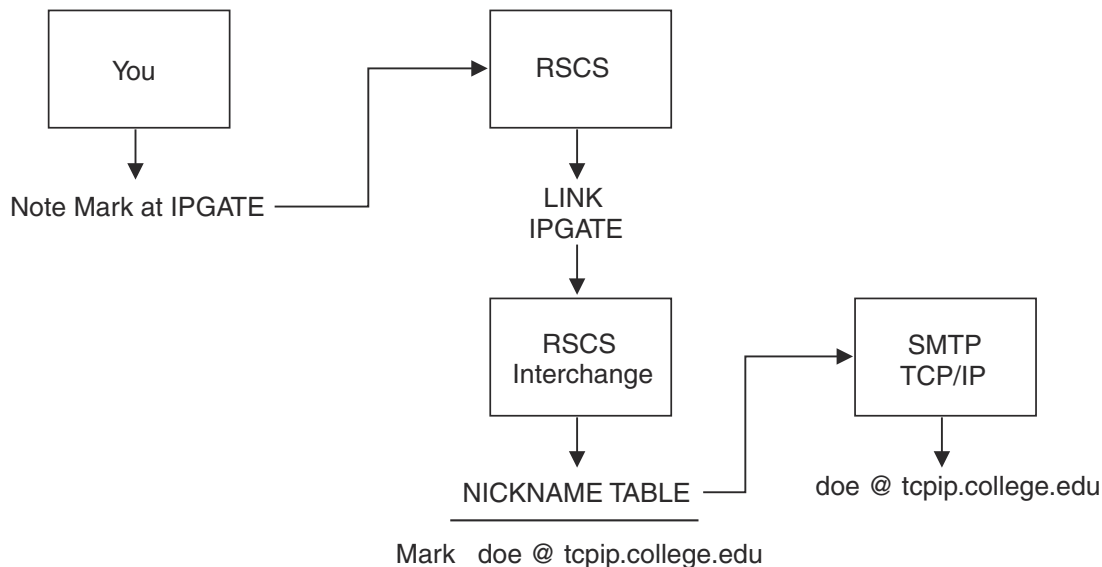 You
Note Mark at IPGATE
RSCS
LINK
IPGATE
RSCS
Interchange
NICKNAME TABLE
Mark doe @ tcpip.college.edu
SMTP
TCP/IP
doe @ tcpip.college.edu